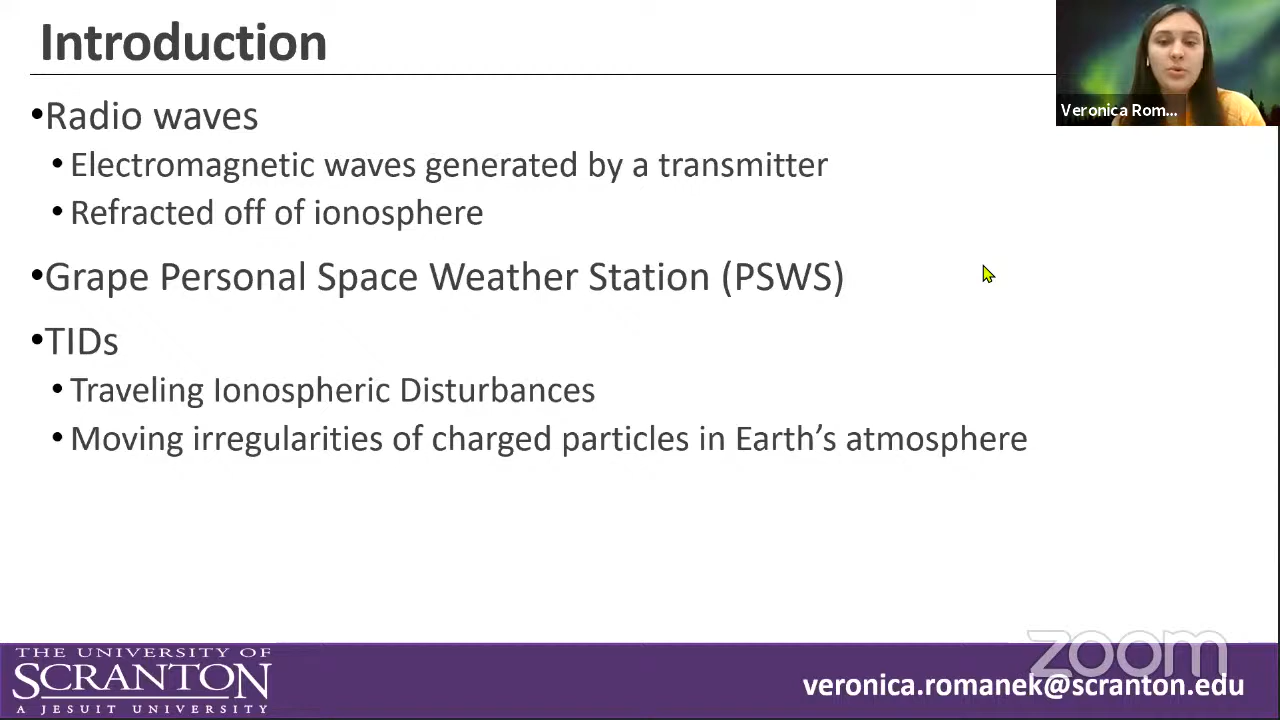 Introduction
Veronica Rom...
•Radio waves
• Electromagnetic waves generated by a transmitter
• Refracted off of ionosphere
•Grape Personal Space Weather Station (PSWS)
•TIDs
• Traveling Ionospheric Disturbances
• Moving irregularities of charged particles in Earth's atmosphere
zoom
THE UNIVERSITY OF
SCRANTON
A JESUIT UNIVERSITY
veronica.romanek@scranton.edu